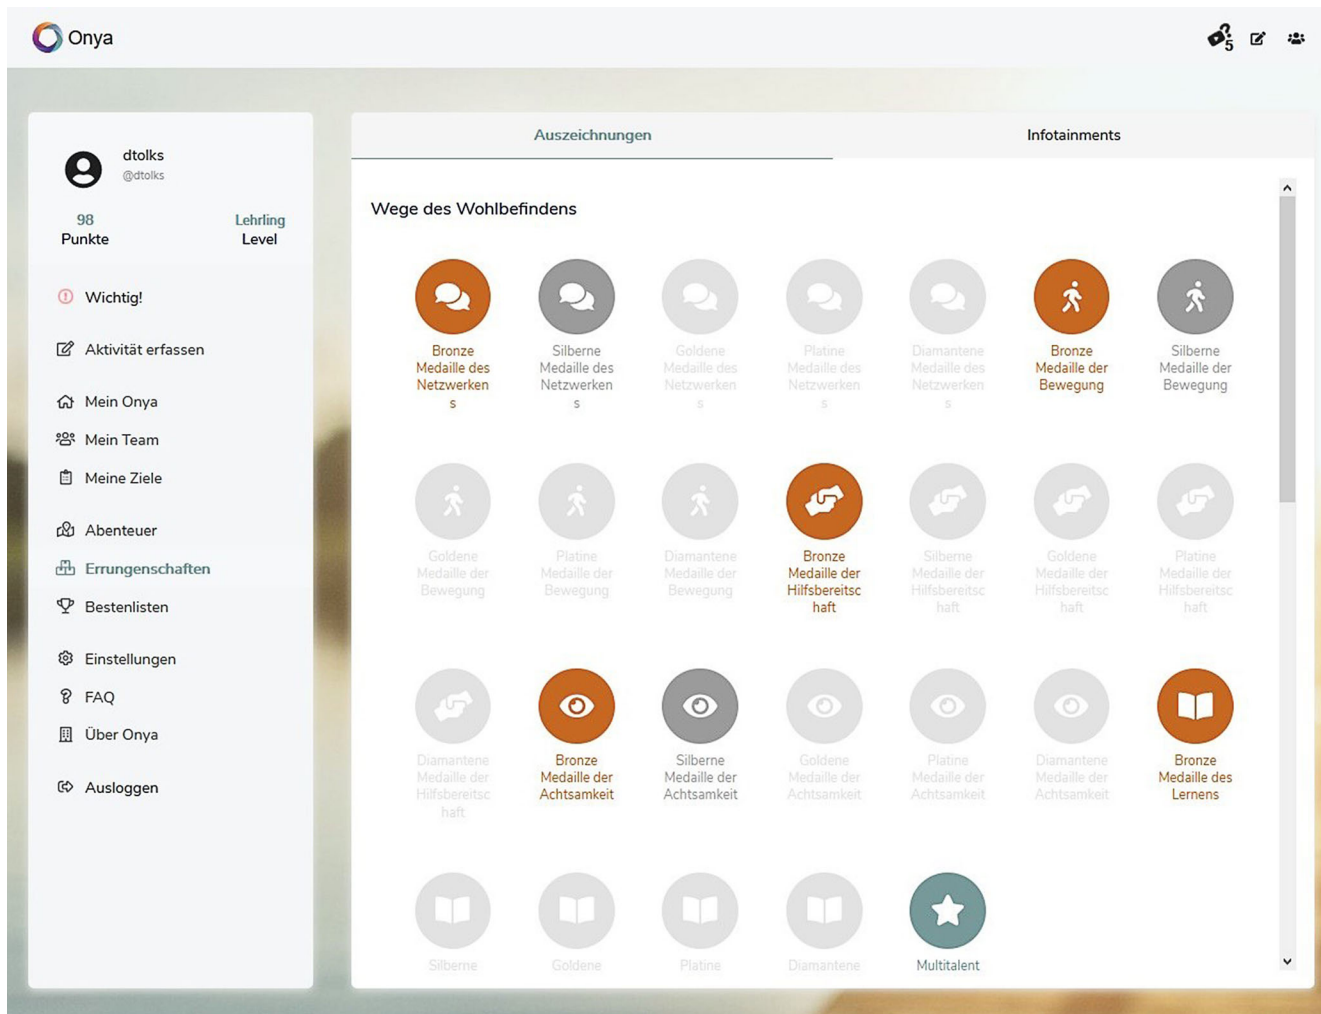 Onya
5
dtolks
@dtolks
98
Punkte
Lehrling
Level
Wichtig!
Aktivität erfassen
Mein Onya
Mein Team
Meine Ziele
Abenteuer
Errungenschaften
Bestenlisten
Einstellungen
FAQ
Über Onya
Ausloggen
Auszeichnungen
Infotainments
Wege des Wohlbefindens
Bronze
Medaille des
Netzwerken
s
Silberne
Medaille des
Netzwerken
s
Goldene
Medaille des
Netzwerken
s
Platine
Medaille des
Netzwerken
s
Diamantene
Medaille des
Netzwerken
s
Bronze
Medaille der
Bewegung
Silberne
Medaille der
Bewegung
Goldene
Medaille der
Bewegung
Platine
Medaille der
Bewegung
Diamantene
Medaille der
Bewegung
Bronze
Medaille der
Hilfsbereitsc
haft
Silberne
Medaille der
Hilfsbereitsc
haft
Goldene
Medaille der
Hilfsbereitsc
haft
Platine
Medaille der
Hilfsbereitsc
haft
Diamantene
Medaille der
Hilfsbereitsc
haft
Bronze
Medaille der
Achtsamkeit
Silberne
Medaille der
Achtsamkeit
Goldene
Medaille der
Achtsamkeit
Platine
Medaille der
Achtsamkeit
Diamantene
Medaille der
Achtsamkeit
Bronze
Medaille des
Lernens
Silberne
Goldene
Platine
Diamantene
Multitalent